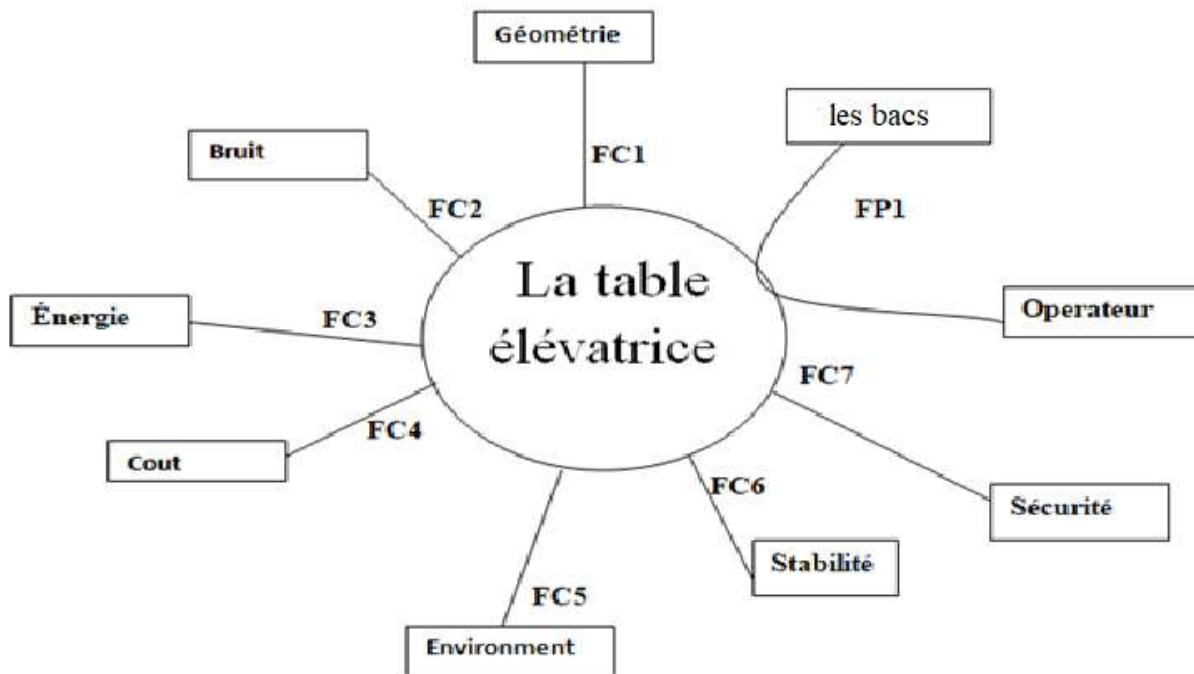 Géométrie
les bacs
Bruit
FC1
FC2
FP1
La table
élévatrice
Énergie
FC3
Operateur
FC7
FC4
Cout
FC6
Sécurité
Stabilité
FC5
Environment